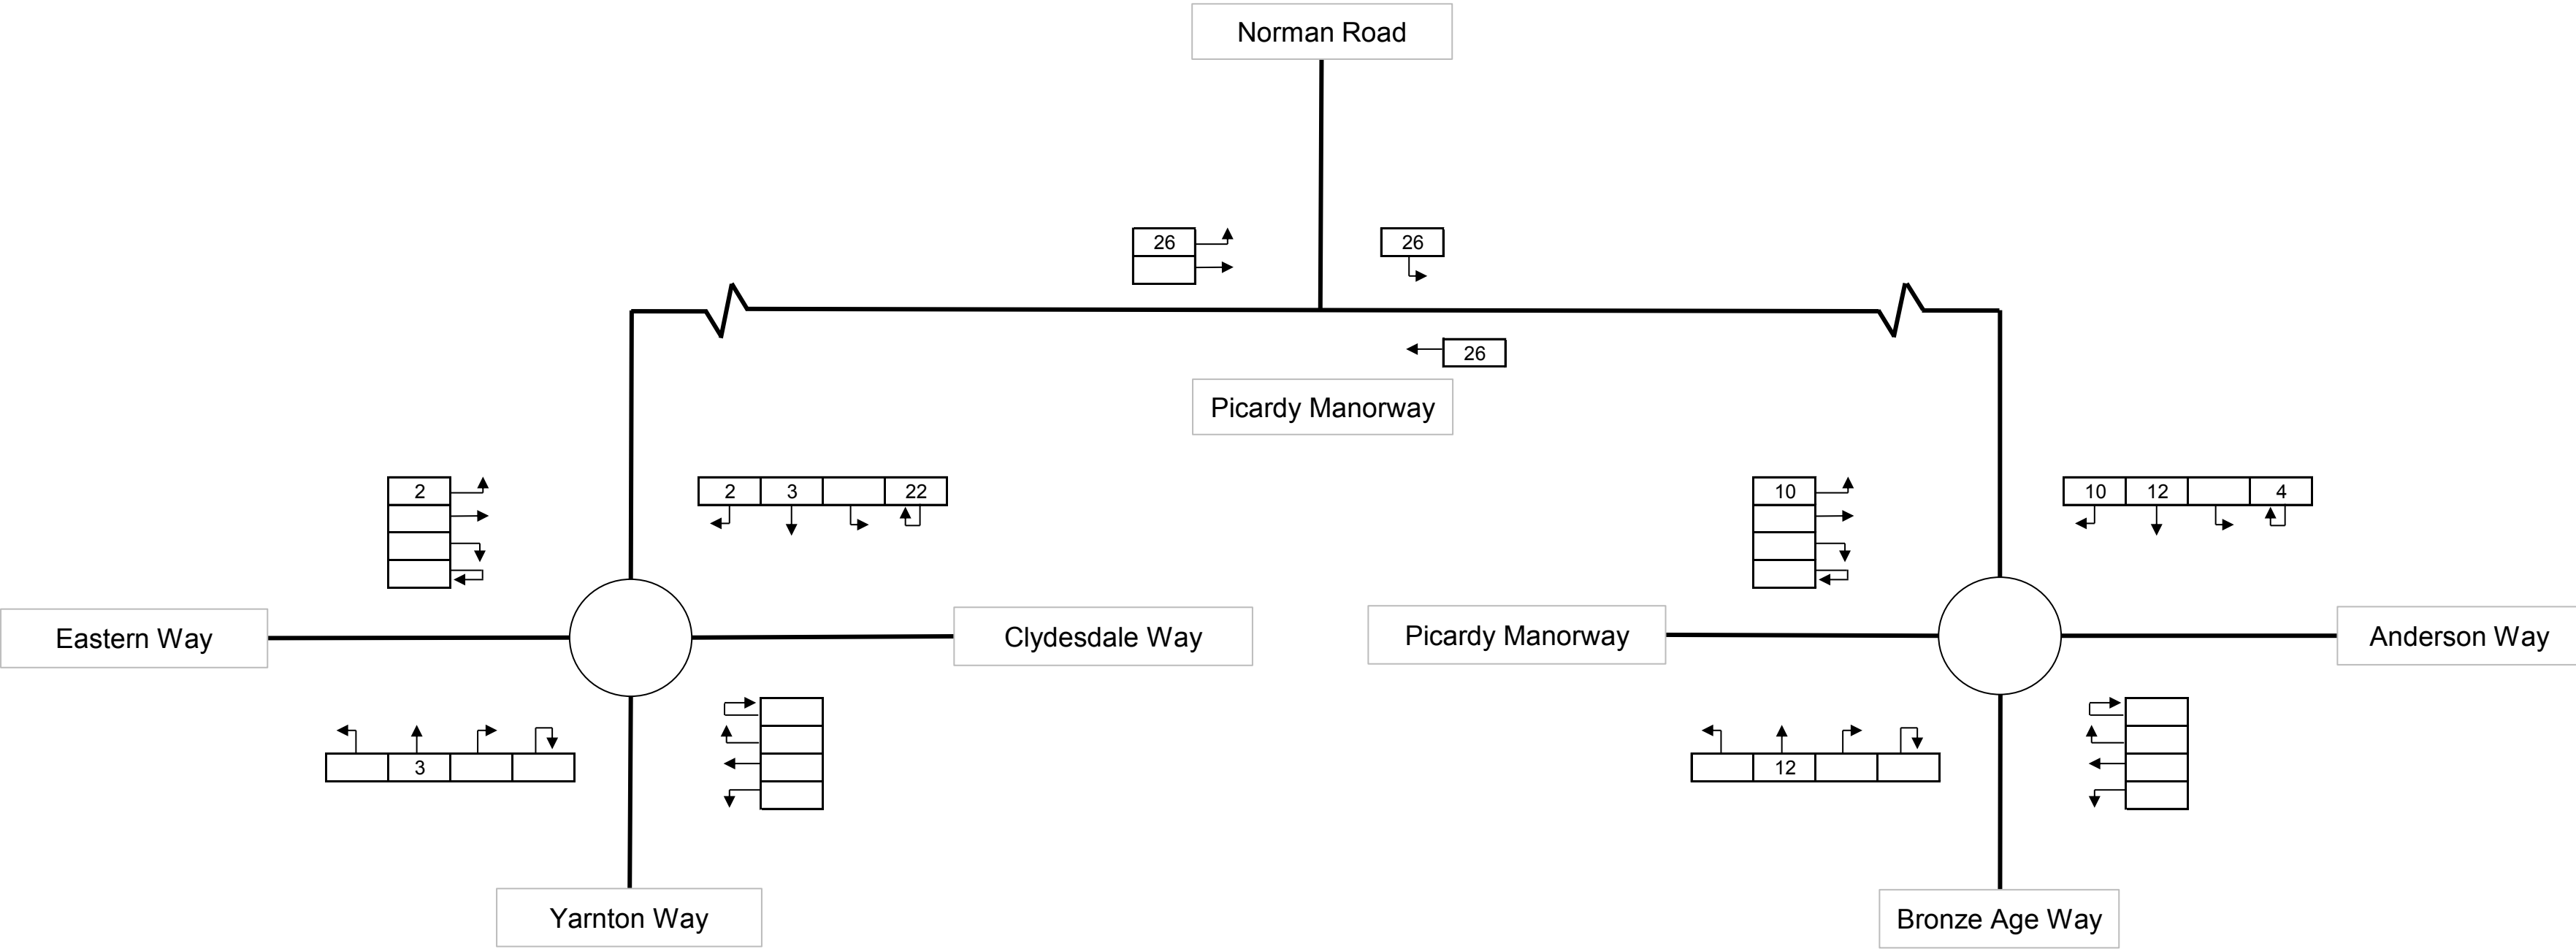 Norman Road
26
26
26
Picardy Manorway
2
2 3 22
10
10 12 4
Eastern Way
Clydesdale Way
Picardy Manorway
Anderson Way
3
12
Yarnton Way
Bronze Age Way